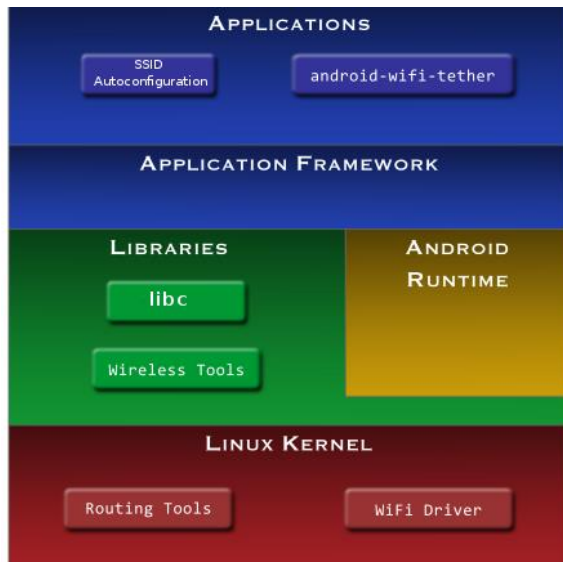 APPLICATIONS
SSID
Autoconfiguration
android-wifi-tether
APPLICATION FRAMEWORK
LIBRARIES
libc
Wireless Tools
ANDROID
RUNTIME
LINUX KERNEL
Routing Tools
WiFi Driver